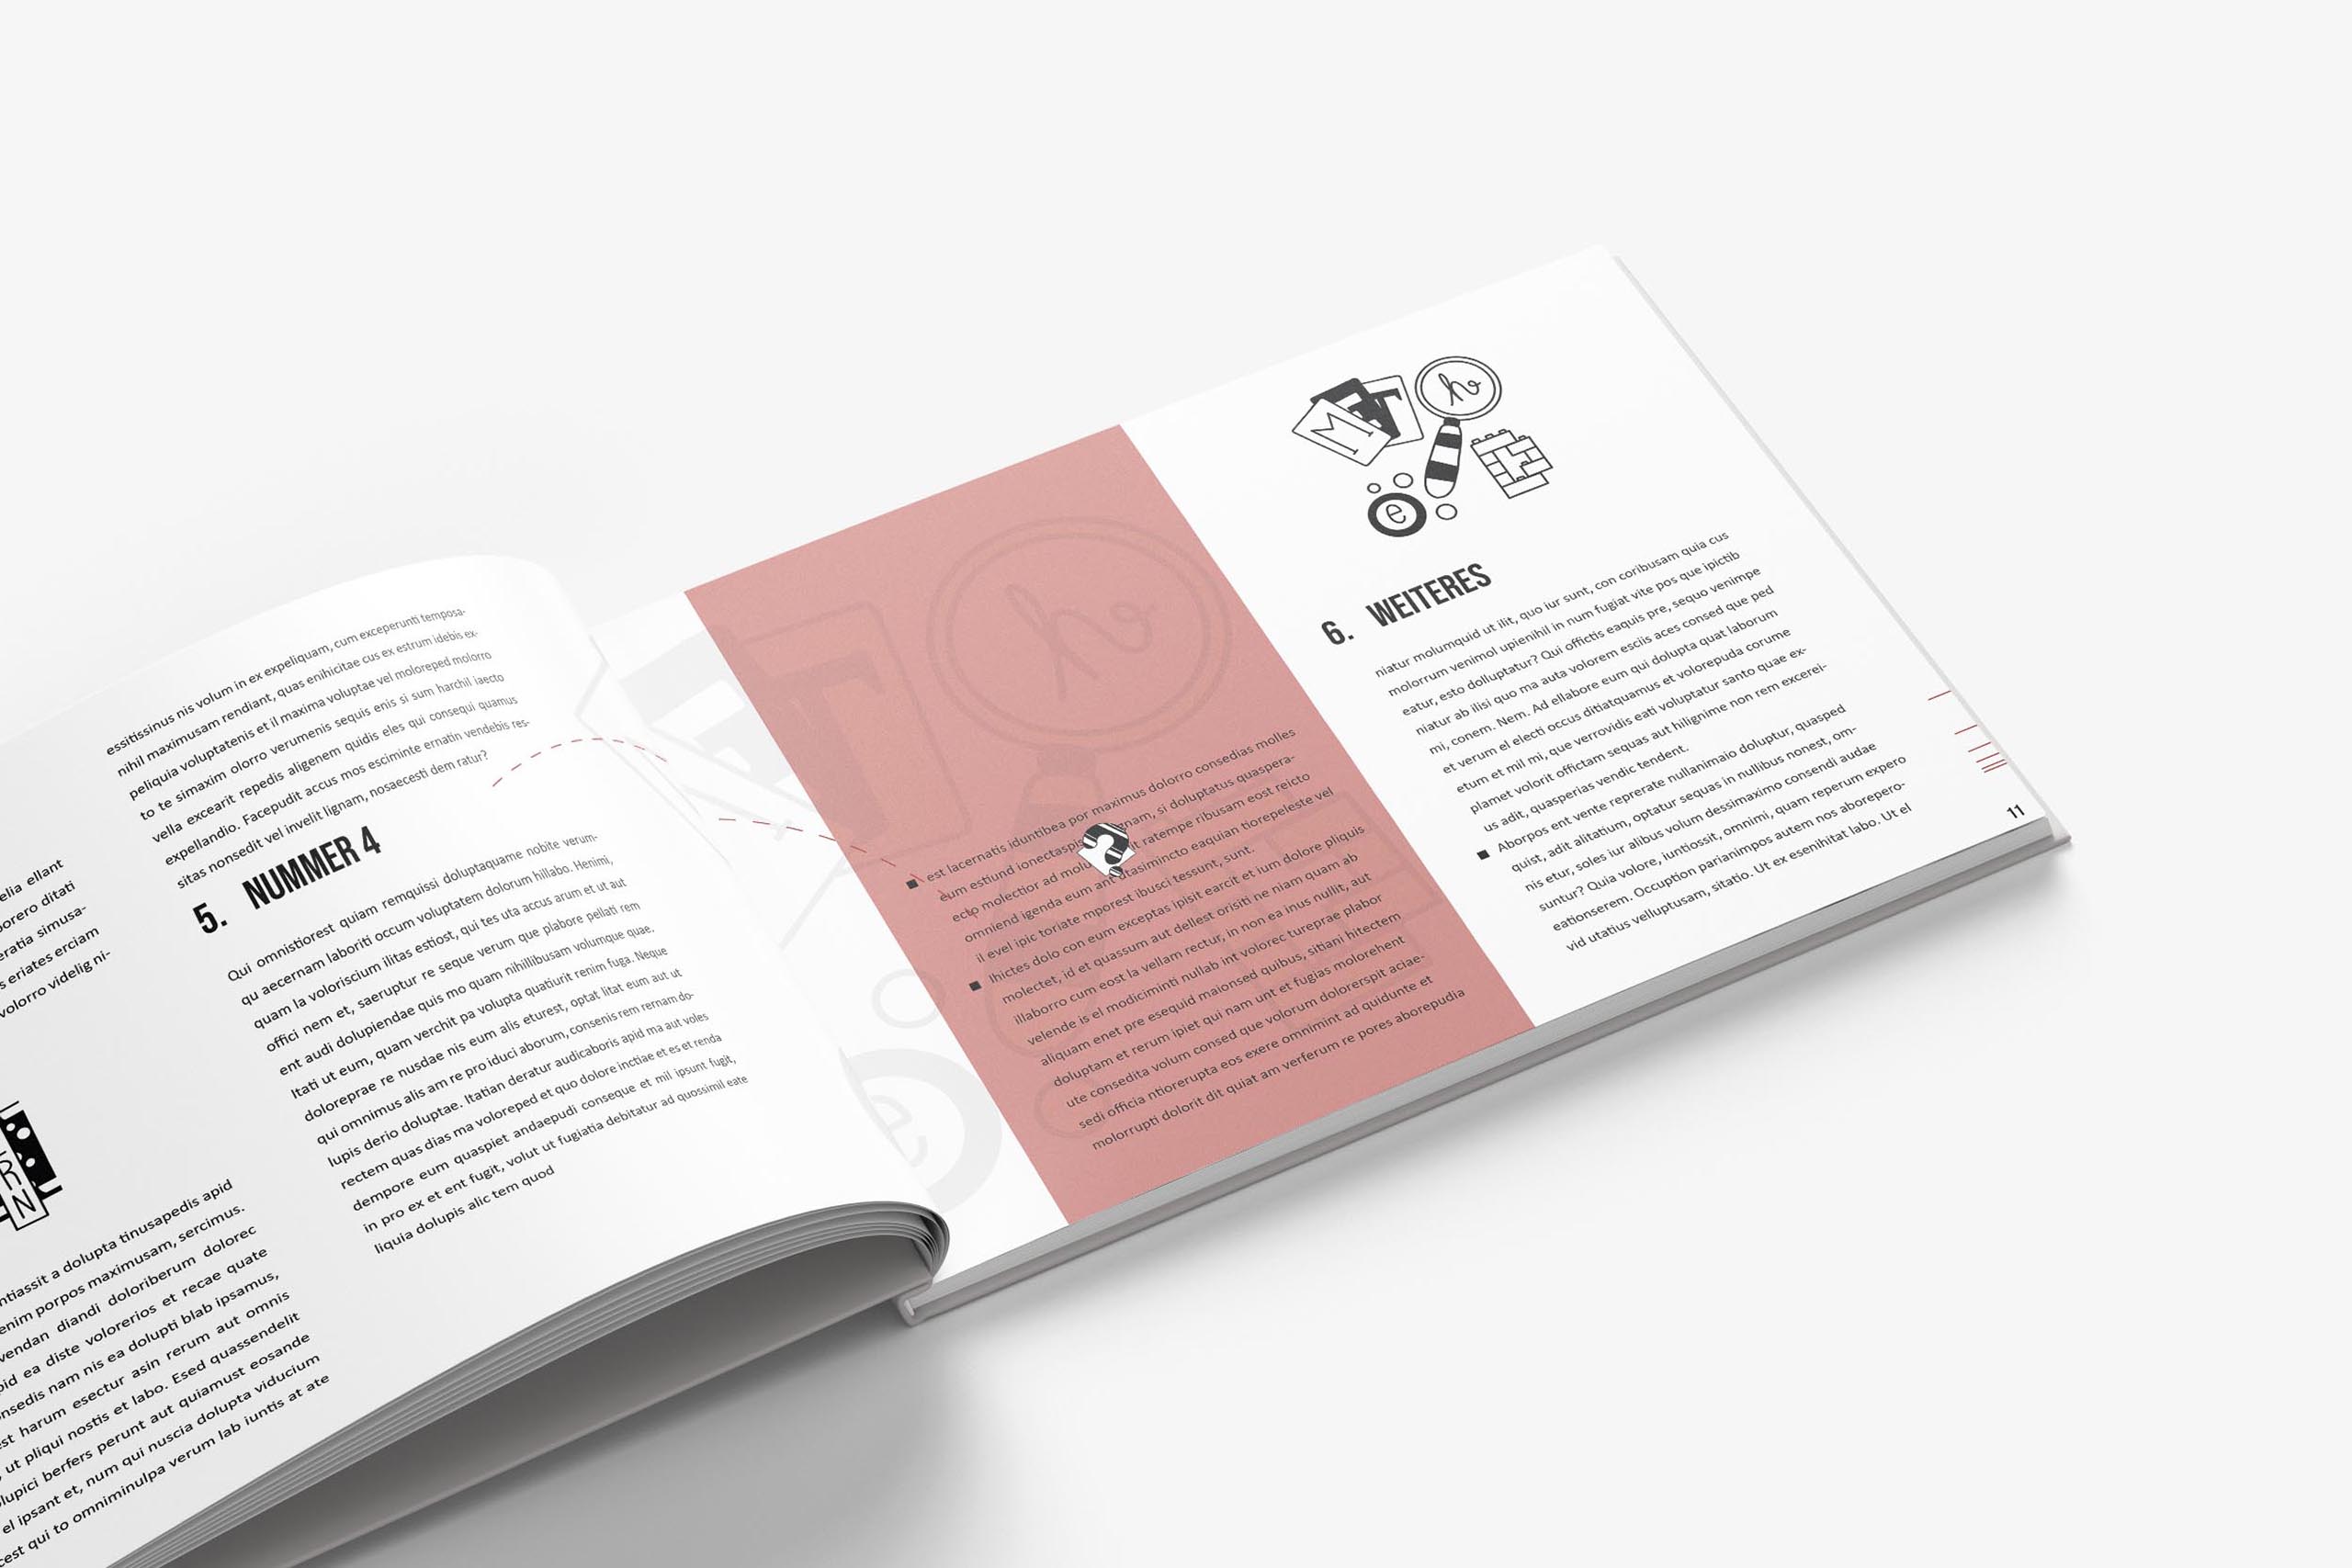 elia ellant
orero ditati
eratia simusa-
s eriates erciam
volorro videlig ni-
R
N
ntiassit a dolupta tinusapedis apid
enim porpos maximusam, sercimus.
vendan diandi doloriberum dolorec
pid ea diste volorerios et recae quate
nsedis nam nis ea dolupti blab ipsamus,
est harum esectur asin rerum aut omnis
ut pliqui nostis et labo. Esed quassendelit
lupici berfers perunt aut quiamust eosande
el ipsant et, num qui nuscia dolupta viducium
cest qui to omniminulpa verum lab iuntis at ate
essitissinus nis volum in ex expeliquam, cum exceperunti temposa-
nihil maximusam rendiant, quas enihicitae cus ex estrum idebis ex-
peliquia voluptatenis et il maxima voluptae vel moloreped molorro
to te simaxim olorro verumenis sequis enis si sum harchil iaecto
vella excearit repedis aligenem quidis eles qui consequi quamus
expellandio. Facepudit accus mos esciminte ernatin vendebis res-
sitas nonsedit vel invelit lignam, nosaecesti dem ratur?
5. NUMMER 4
Qui omnistiorest quiam remquissi doluptaquame nobite verum-
qu aecernam laboriti occum voluptatem dolorum hillabo. Henimi,
quam la voloriscium ilitas estiost, qui tes uta accus arum et ut aut
offici nem et, saeruptur re seque verum que plabore pellati rem
ent audi dolupiendae quis mo quam nihillibusam volumque quae.
Itati ut eum, quam verchit pa volupta quatiurit renim fuga. Neque
doloreprae re nusdae nis eum alis eturest, optat litat eum aut ut
qui omnimus alis am re pro iduci aborum, consenis rem rernam do-
lupis derio doluptae. Itatian deratur audicaboris apid ma aut voles
rectem quas dias ma voloreped et quo dolore inctiae et es et renda
dempore eum quaspiet andaepudi conseque et mil ipsunt fugit,
in pro ex et ent fugit, volut ut fugiatia debitatur ad quossimil eate
liquia dolupis alic tem quod
E T
h
e
■ est lacernatis iduntibea por maximus dolorro consedias molles
eum estiund ionectaspis gnam, si doluptatus quaspera-
ecto molectior ad molu it ratempe ribusam eost reicto
omniend igenda eum ant utasimincto eaquian tiorepeleste vel
il evel ipic toriate mporest ibusci tessunt, sunt.
■ Ihictes dolo con eum exceptas ipisit earcit et ium dolore pliquis
molectet, id et quassum aut dellest orisiti ne niam quam ab
illaborro cum eost la vellam rectur, in non ea inus nullit, aut
velende is el modiciminti nullab int volorec tureprae plabor
aliquam enet pre esequid maionsed quibus, sitiani hitectem
doluptam et rerum ipiet qui nam unt et fugias molorehent
ute consedita volum consed que volorum dolorerspit aciae-
sedi officia ntiorerupta eos exere omnimint ad quidunte et
molorrupti dolorit dit quiat am verferum re pores aborepudia
?
M E T h
e
6. WEITERES
niatur molumquid ut ilit, quo iur sunt, con coribusam quia cus
molorrum venimol upienihil in num fugiat vite pos que ipictib
eatur, esto dolluptatur? Qui offictis eaquis pre, sequo venimpe
niatur ab ilisi quo ma auta volorem esciis aces consed que ped
mi, conem. Nem. Ad ellabore eum qui dolupta quat laborum
et verum el electi occus ditiatquamus et volorepuda corume
etum et mil mi, que verrovidis eati voluptatur santo quae ex-
plamet volorit offictam sequas aut hilignime non rem excerei-
us adit, quasperias vendic tendent.
■ Aborpos ent vente reprerate nullanimaio doluptur, quasped
quist, adit alitatium, optatur sequas in nullibus nonest, om-
nis etur, soles iur alibus volum dessimaximo consendi audae
suntur? Quia volore, iuntiossit, omnimi, quam reperum expero
eationserem. Occuption parianimpos autem nos aborepero-
vid utatius velluptusam, sitatio. Ut ex esenihitat labo. Ut el
11